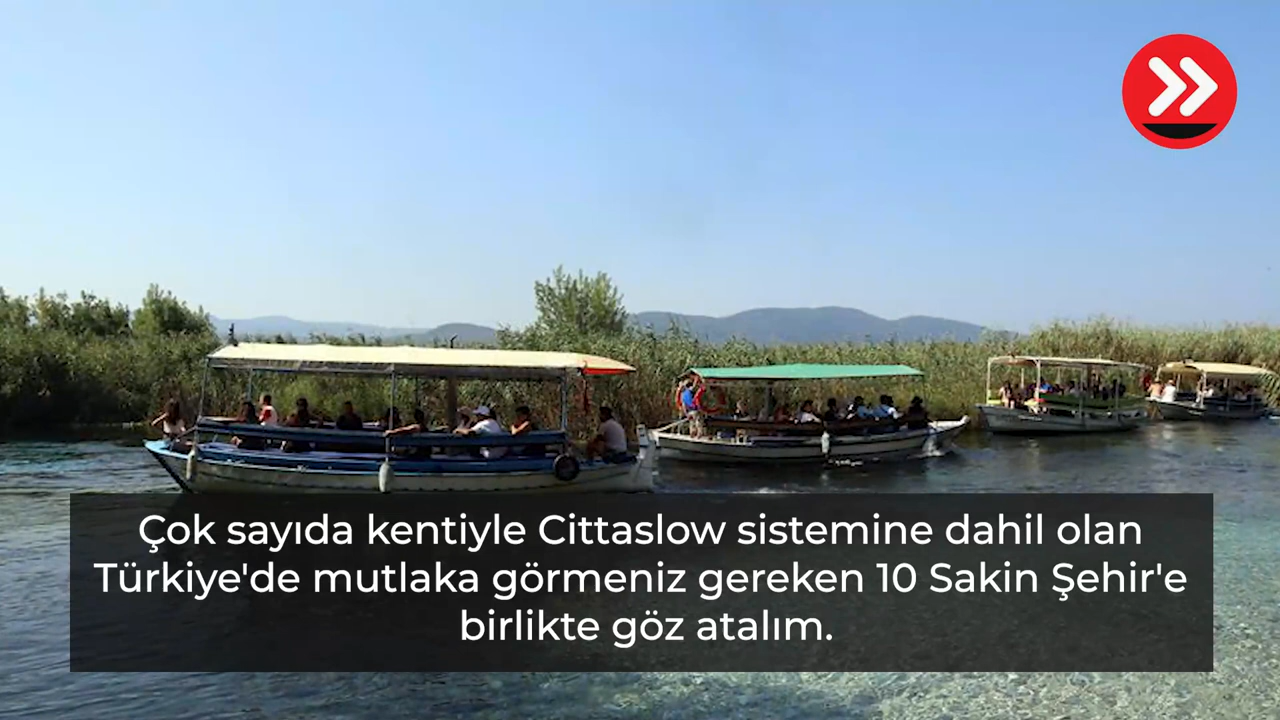 Çok sayıda kentiyle Cittaslow sistemine dahil olan
Türkiye'de mutlaka görmeniz gereken 10 Sakin Şehir'e
birlikte göz atalım.